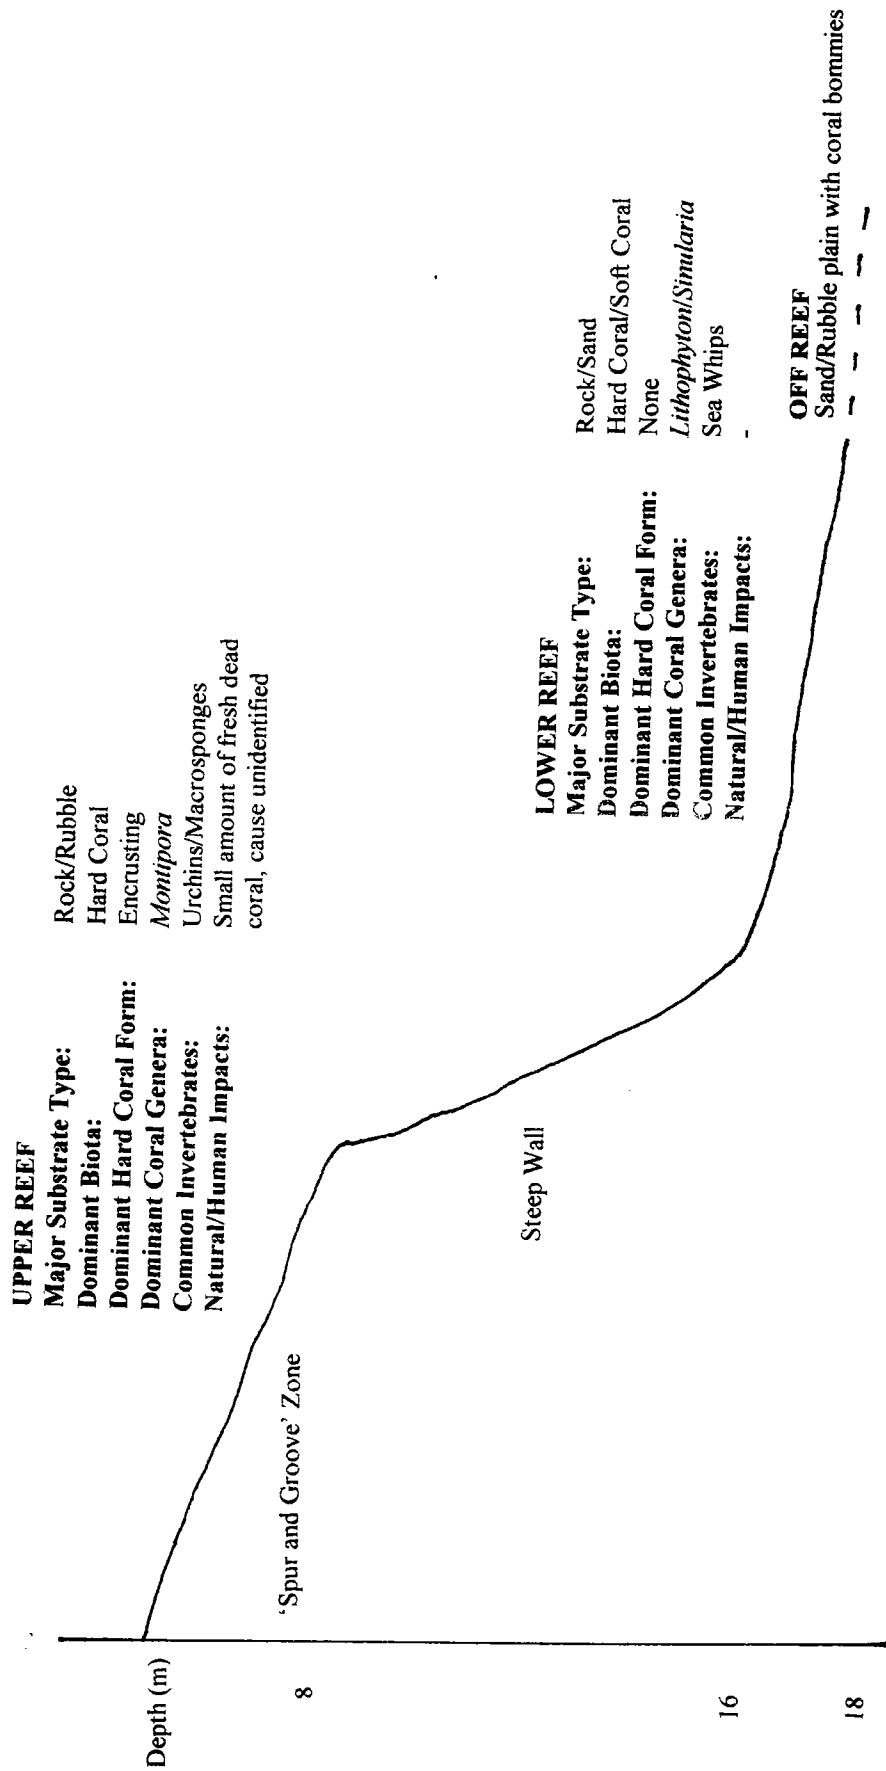 UPPER REEF
Major Substrate Type: Rock/Rubble
Dominant Biota: Hard Coral
Dominant Hard Coral Form: Encrusting
Dominant Coral Genera: Montipora
Common Invertebrates: Urchins/Macrosponges
Natural/Human Impacts: Small amount of fresh dead
coral, cause unidentified
Depth (m)
'Spur and Groove' Zone
8
Steep Wall
LOWER REEF
Major Substrate Type: Rock/Sand
Dominant Biota: Hard Coral/Soft Coral
Dominant Hard Coral Form: None
Dominant Coral Genera: Lithophyton/Sinularia
Common Invertebrates: Sea Whips
Natural/Human Impacts: -
16
OFF REEF
Sand/Rubble plain with coral bommies
18